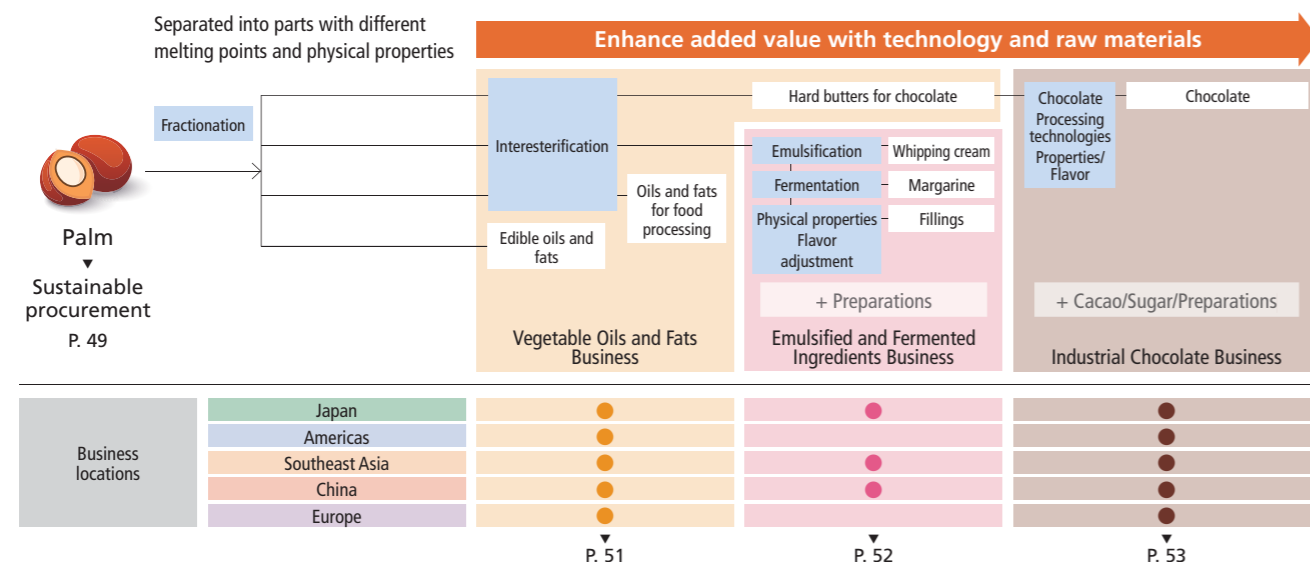 Separated into parts with different
melting points and physical properties
Enhance added value with technology and raw materials
Fractionation
Palm
▼
Sustainable
procurement
P. 49
Interesterification
Hard butters for chocolate
Oils and fats
for food
processing
Edible oils and
fats
Vegetable Oils and Fats
Business
Emulsification
Whipping cream
Fermentation
Margarine
Physical properties
Flavor
adjustment
Fillings
+ Preparations
Emulsified and Fermented
Ingredients Business
Chocolate
Processing
technologies
Properties/
Flavor
Chocolate
+ Cacao/Sugar/Preparations
Industrial Chocolate Business
Business
locations
Japan
Americas
Southeast Asia
China
Europe
▼
P. 51
▼
P. 52
▼
P. 53